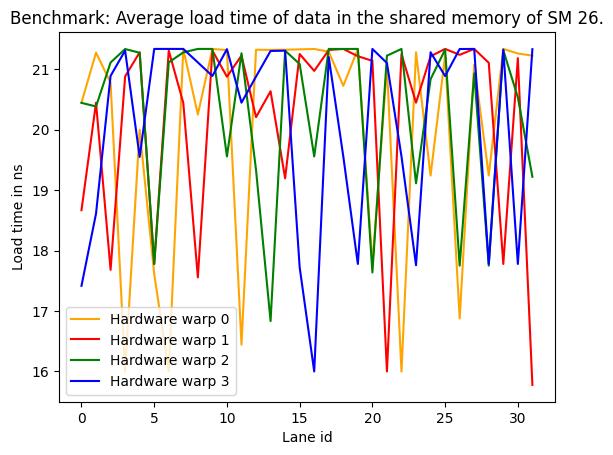 Benchmark: Average load time of data in the shared memory of SM 26.
Load time in ns
21
20
19
18
17
16
Hardware warp 0
Hardware warp 1
Hardware warp 2
Hardware warp 3
0 5 10 15 20 25 30
Lane id